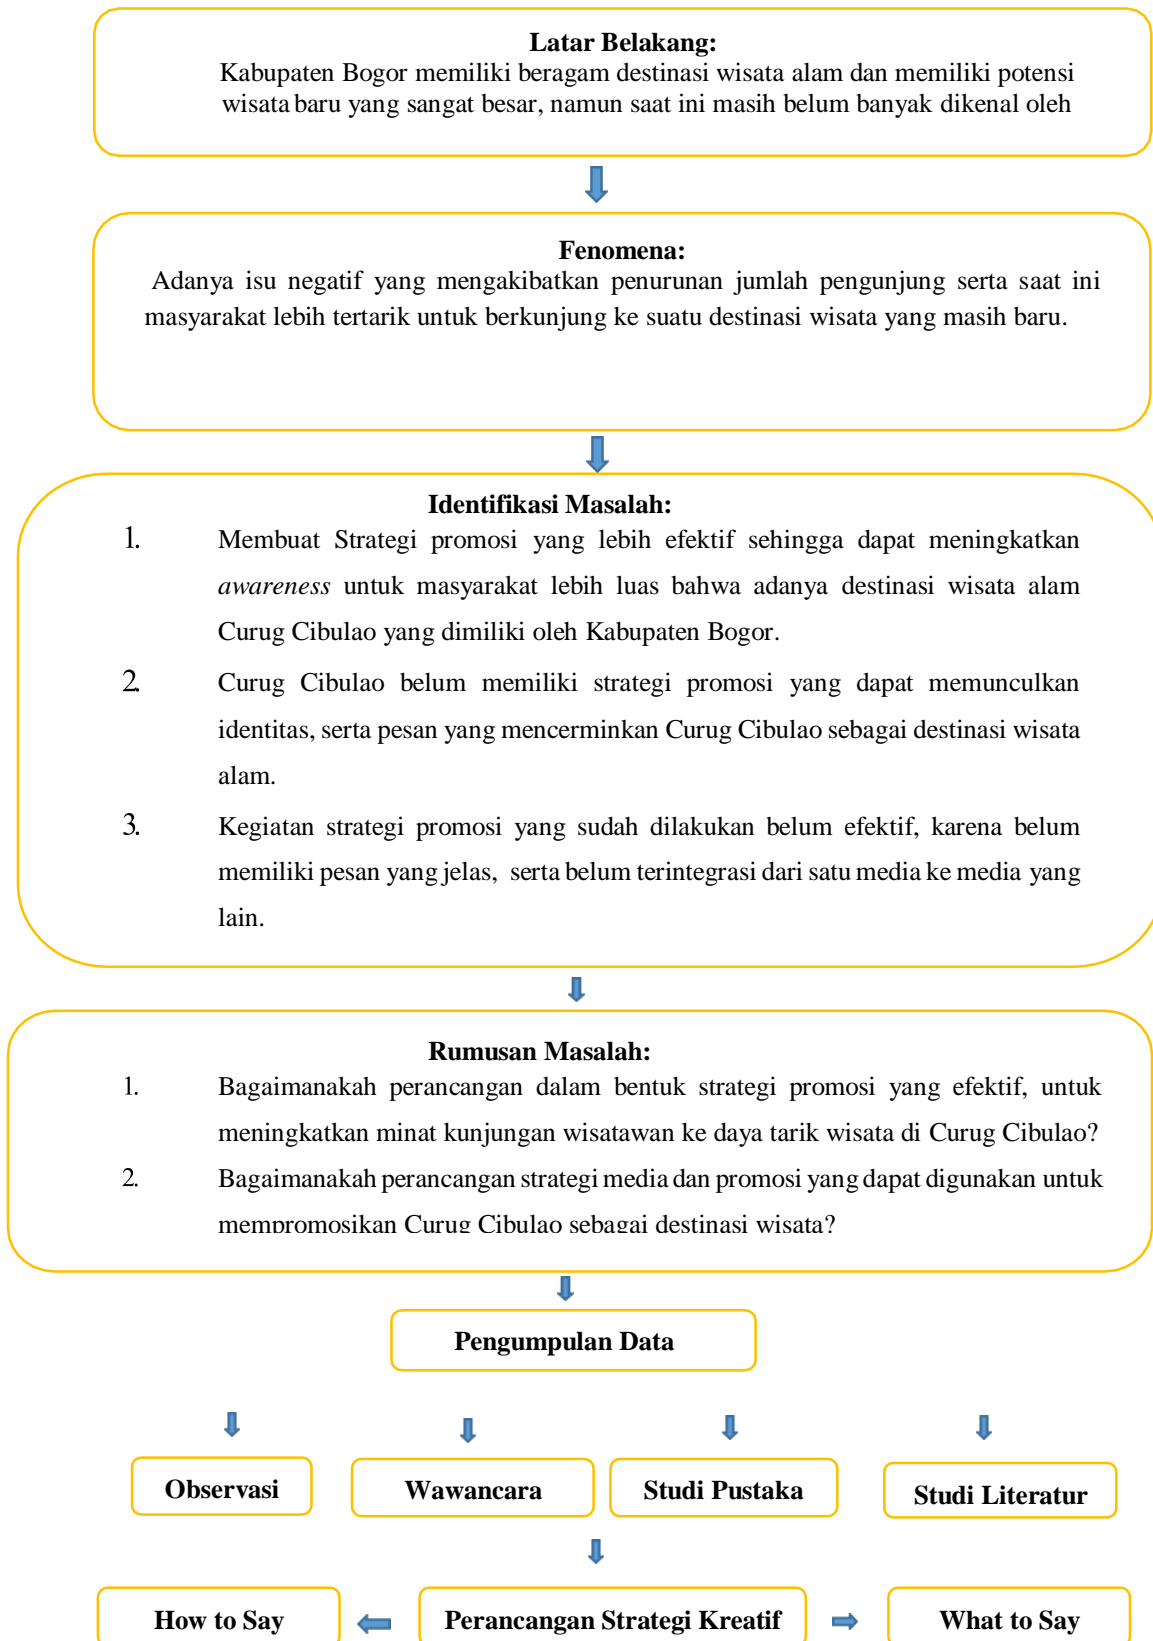 Latar Belakang:
Kabupaten Bogor memiliki beragam destinasi wisata alam dan memiliki potensi
wisata baru yang sangat besar, namun saat ini masih belum banyak dikenal oleh
Fenomena:
Adanya isu negatif yang mengakibatkan penurunan jumlah pengunjung serta saat ini
masyarakat lebih tertarik untuk berkunjung ke suatu destinasi wisata yang masih baru.
Identifikasi Masalah:
1. Membuat Strategi promosi yang lebih efektif sehingga dapat meningkatkan
awareness untuk masyarakat lebih luas bahwa adanya destinasi wisata alam
Curug Cibulao yang dimiliki oleh Kabupaten Bogor.
2. Curug Cibulao belum memiliki strategi promosi yang dapat memunculkan
identitas, serta pesan yang mencerminkan Curug Cibulao sebagai destinasi wisata
alam.
3. Kegiatan strategi promosi yang sudah dilakukan belum efektif, karena belum
memiliki pesan yang jelas, serta belum terintegrasi dari satu media ke media yang
lain.
Rumusan Masalah:
1. Bagaimanakah perancangan dalam bentuk strategi promosi yang efektif, untuk
meningkatkan minat kunjungan wisatawan ke daya tarik wisata di Curug Cibulao?
2. Bagaimanakah perancangan strategi media dan promosi yang dapat digunakan untuk
mempromosikan Curug Cibulao sebagai destinasi wisata?
Pengumpulan Data
Observasi Wawancara Studi Pustaka Studi Literatur
How to Say Perancangan Strategi Kreatif What to Say